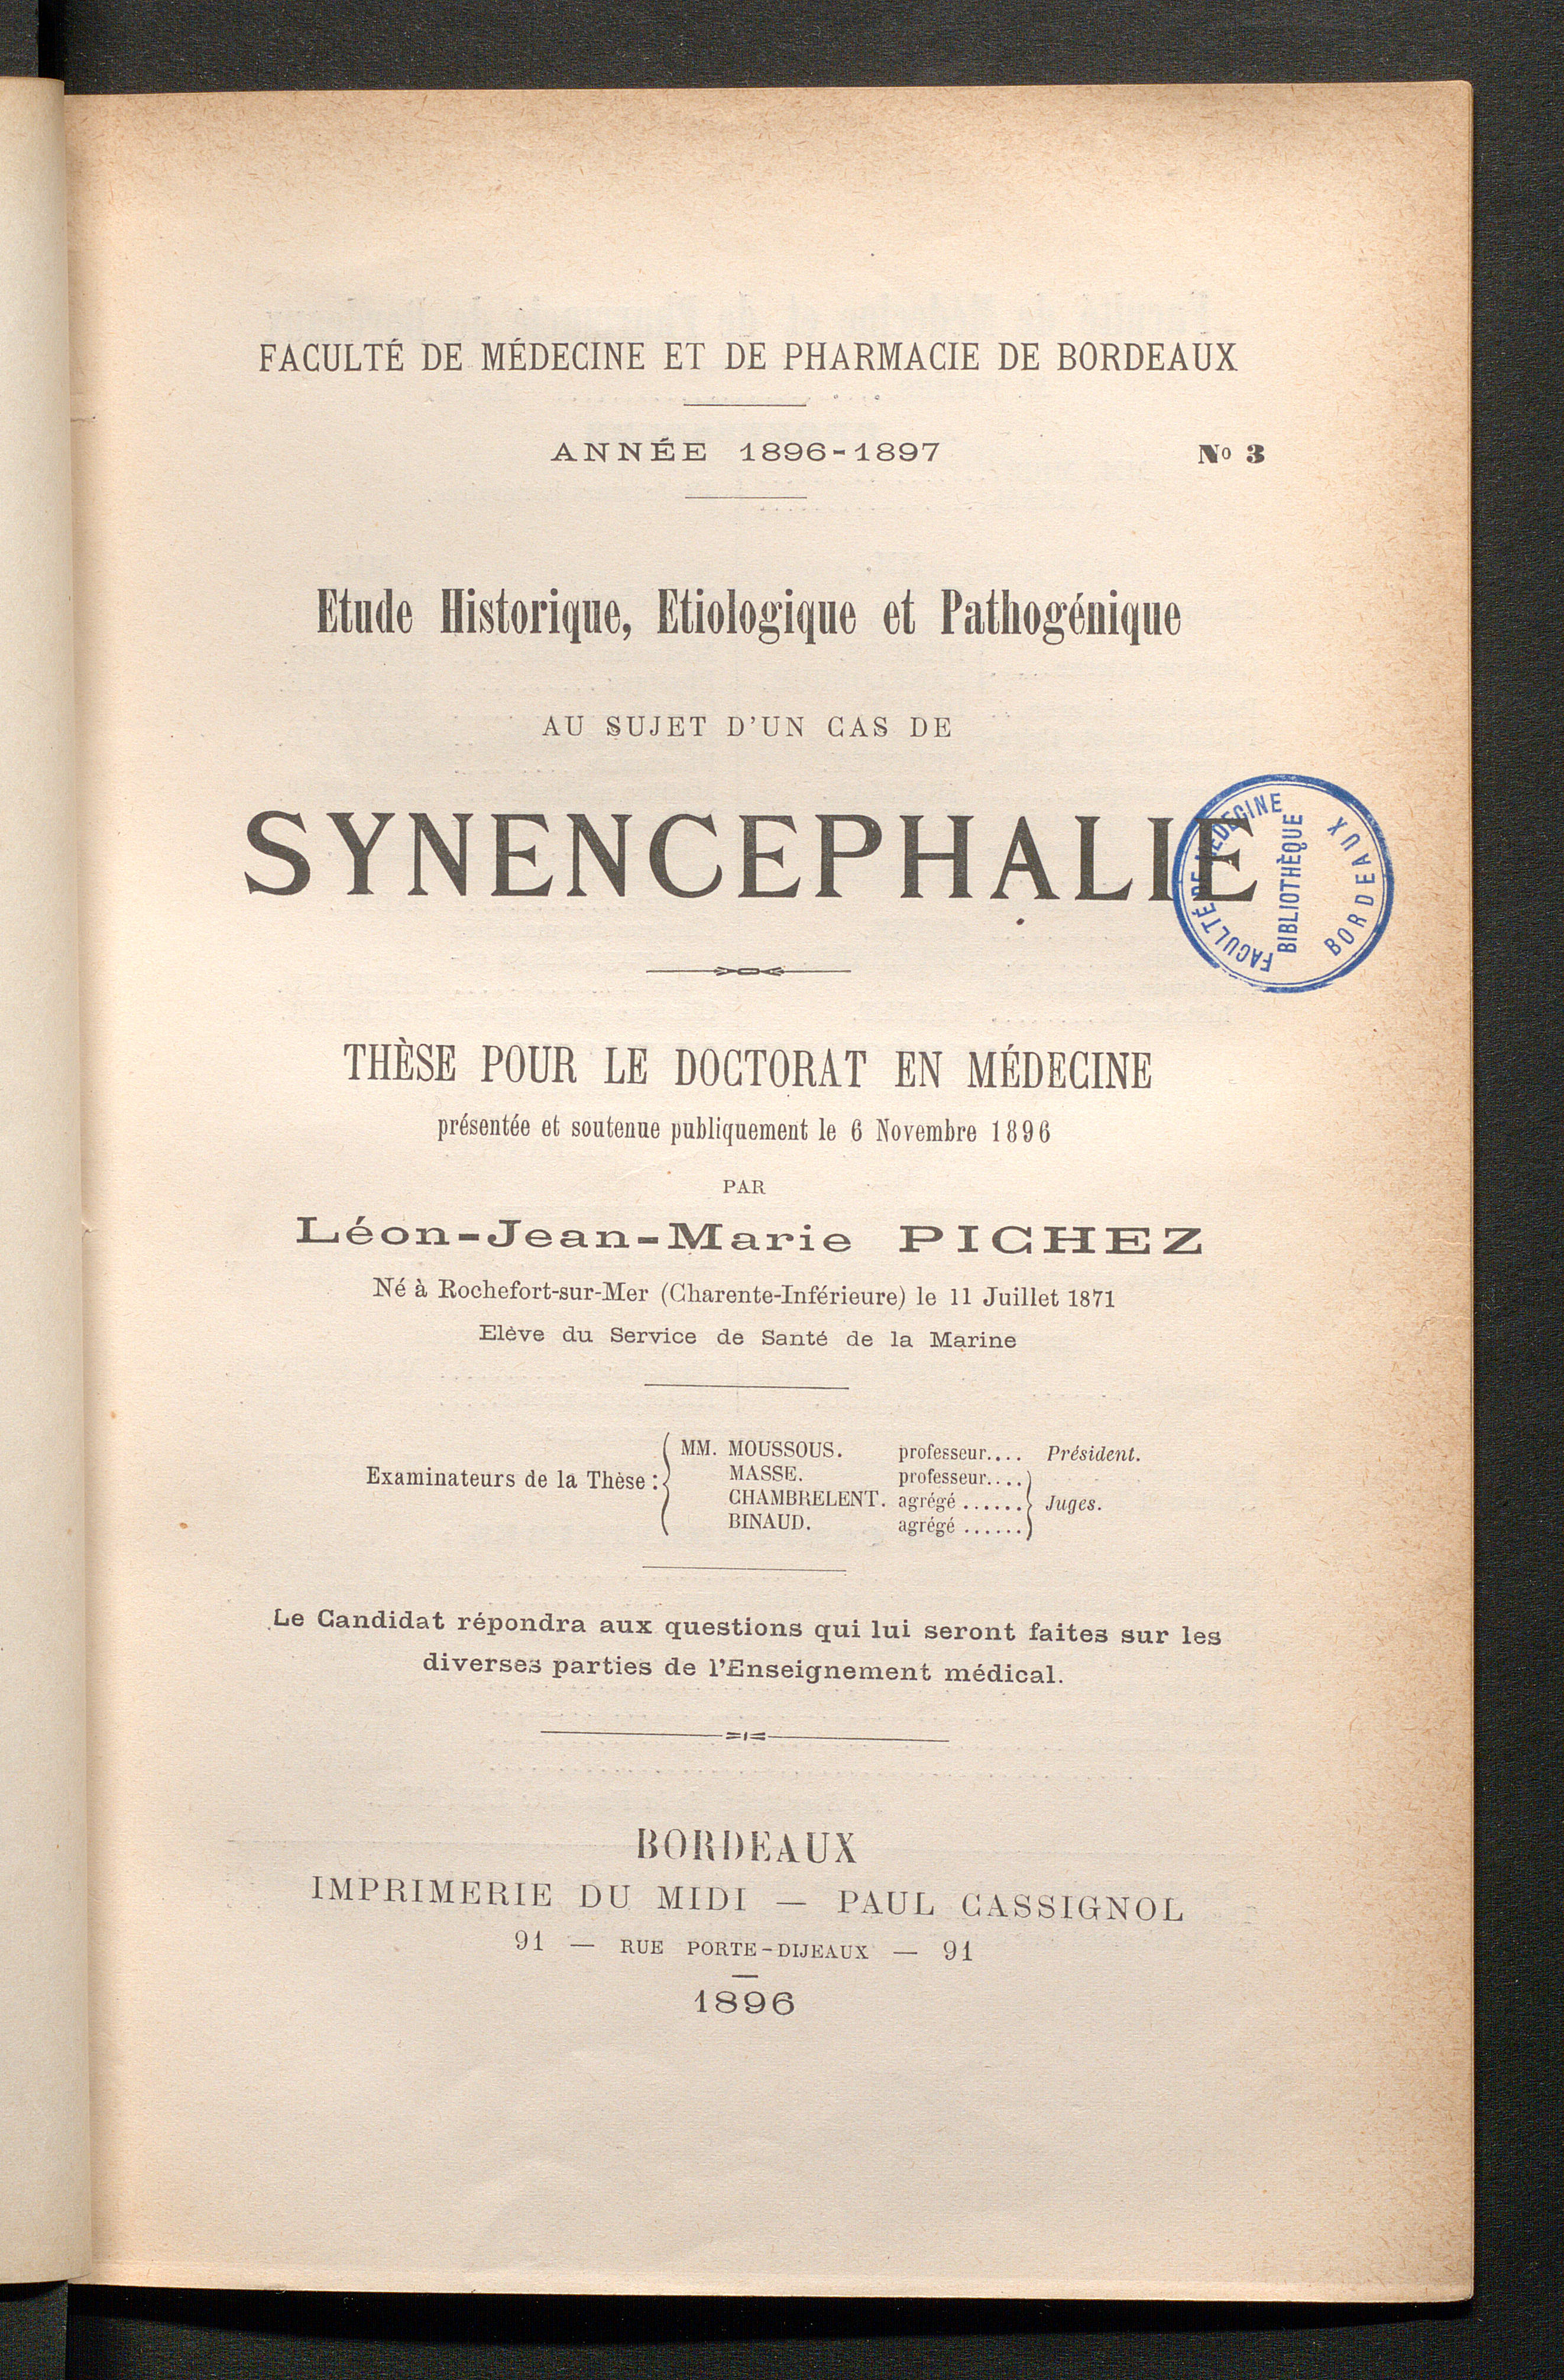 FACULTÉ DE MÉDECINE ET DE PHARMACIE DE BORDEAUX
ANNÉE 1896-1897 No 3
Etude Historique, Etiologique et Pathogénique
AU SUJET D'UN CAS DE
SYNENCEPHALIE
FACULTÉ DE MÉDECINE
BIBLIOTHÈQUE
BORDEAUX
THÈSE POUR LE DOCTORAT EN MÉDECINE
présentée et soutenue publiquement le 6 Novembre 1896
PAR
Léon-Jean-Marie PICHEZ
Né à Rochefort-sur-Mer (Charente-Inférieure) le 11 Juillet 1871
Elève du Service de Santé de la Marine
MM. MOUSSOUS. professeur.... Président.
Examinateurs de la Thèse : MASSE. professeur....
CHAMBRELENT. agrégé ...... Juges.
BINAUD. agrégé ......
Le Candidat répondra aux questions qui lui seront faites sur les
diverses parties de l'Enseignement médical.
BORDEAUX
IMPRIMERIE DU MIDI — PAUL CASSIGNOL
91 — RUE PORTE-DIJEAUX — 91
1896